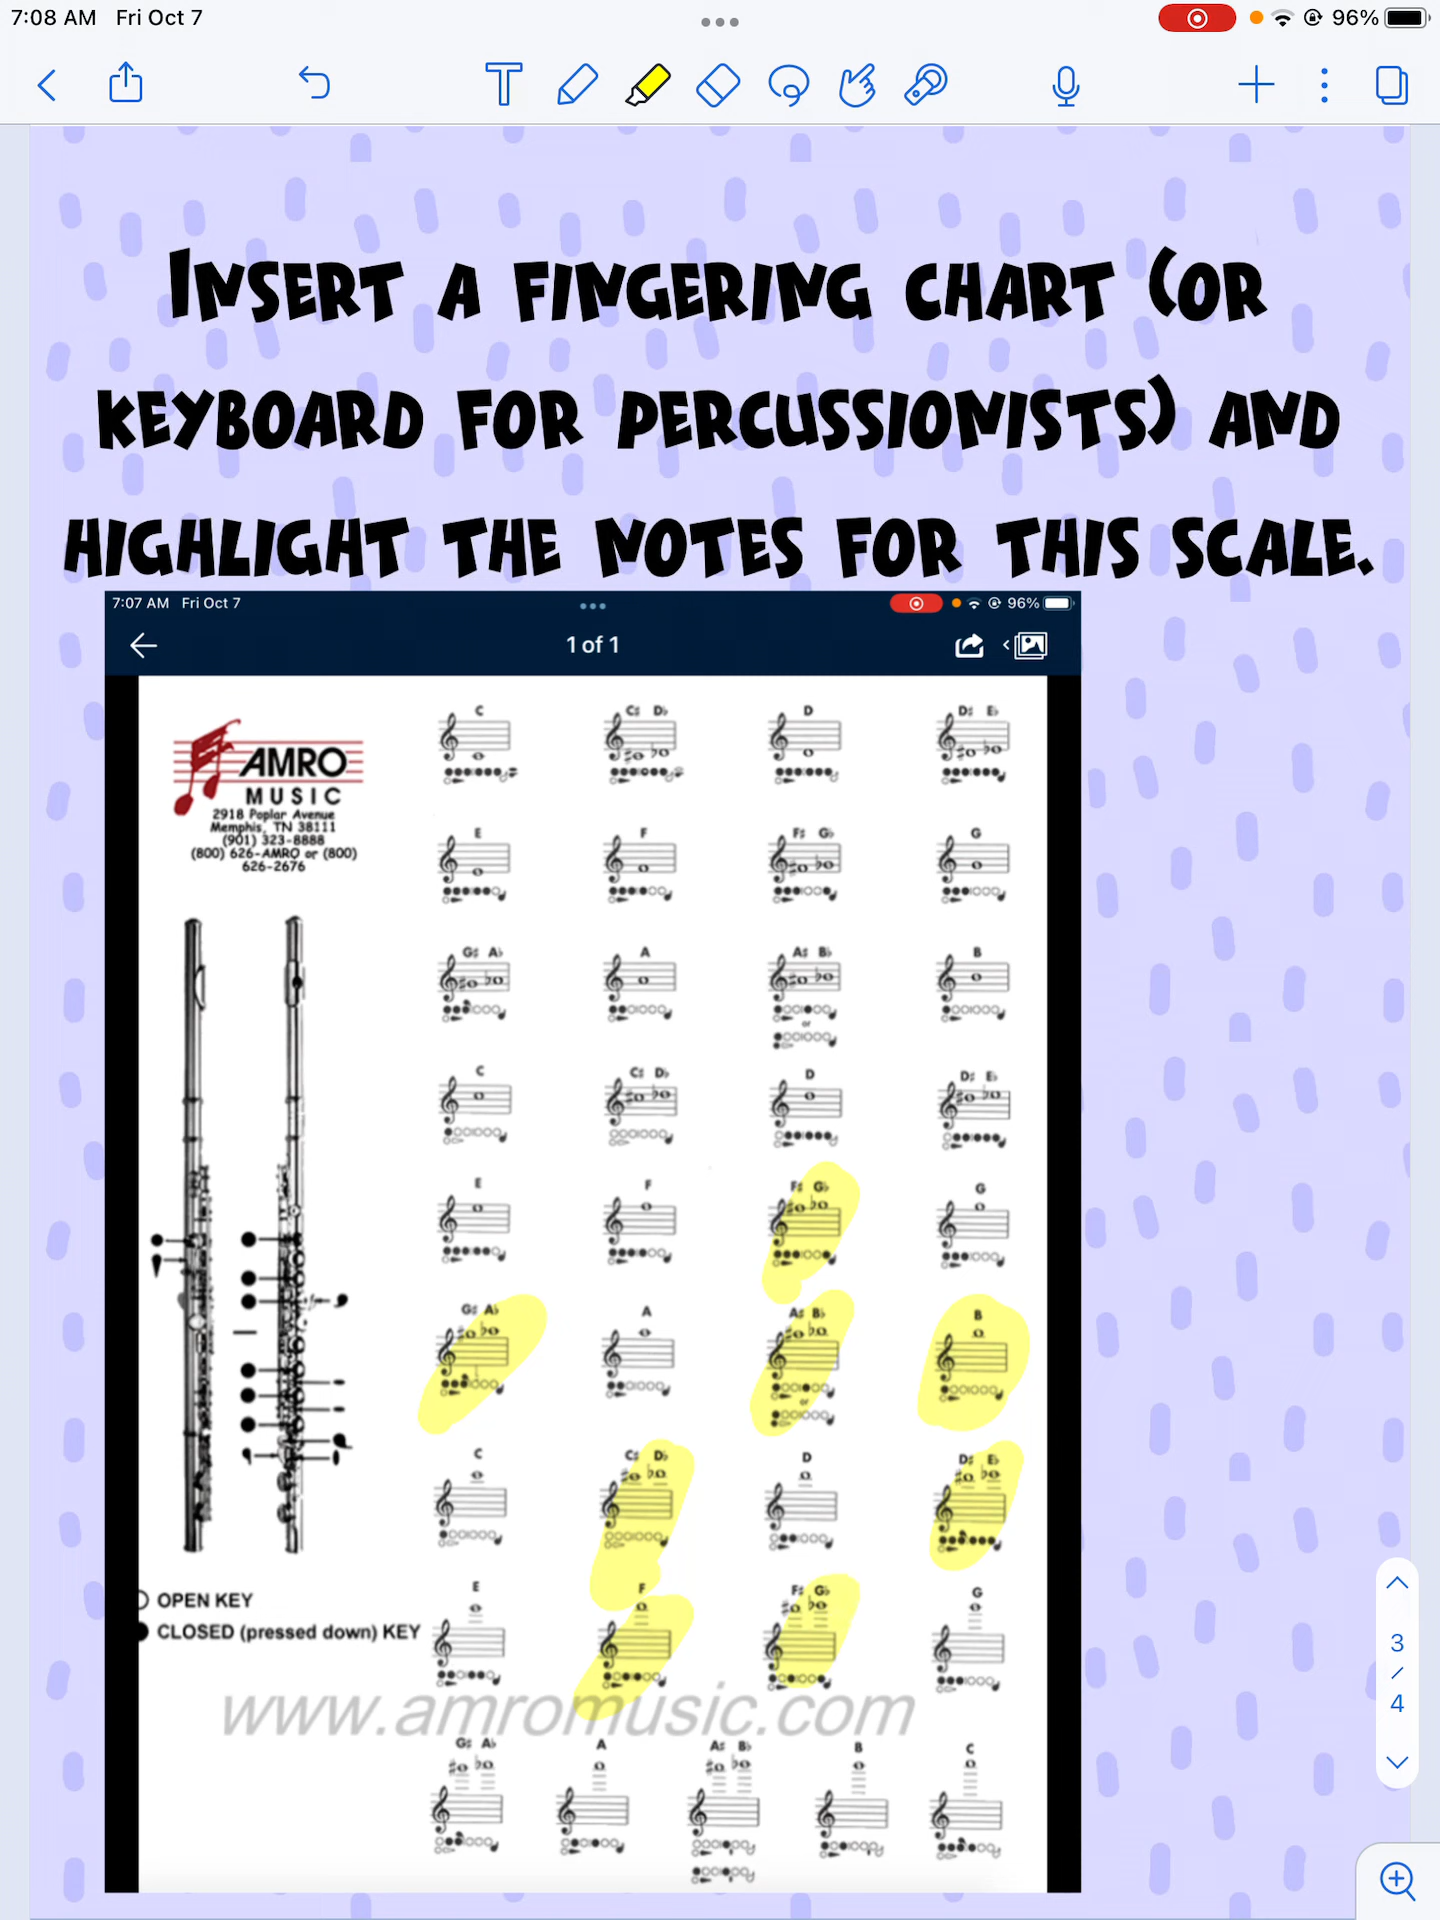 7:08 AM Fri Oct 7
96%
INSERT A FINGERING CHART (OR
KEYBOARD FOR PERCUSSIONISTS) AND
HIGHLIGHT THE NOTES FOR THIS SCALE.
7:07 AM Fri Oct 7
96%
1 of 1
AMRO
MUSIC
2918 Poplar Avenue
Memphis, TN 38111
(901) 323-8888
(800) 626-AMRO or (800)
626-2676
C C♯ D♭ D D♯ E♭
E F F♯ G♭ G
G♯ A♭ A A♯ B♭ B
or
C C♯ D♭ D D♯ E♭
E F F♯ G♭ G
G♯ A♭ A A♯ B♭ B
or
C C♯ D♭ D D♯ E♭
E F F♯ G♭ G
OPEN KEY
CLOSED (pressed down) KEY
www.amromusic.com
G♯ A♭ A A♯ B♭ B C
3
/
4